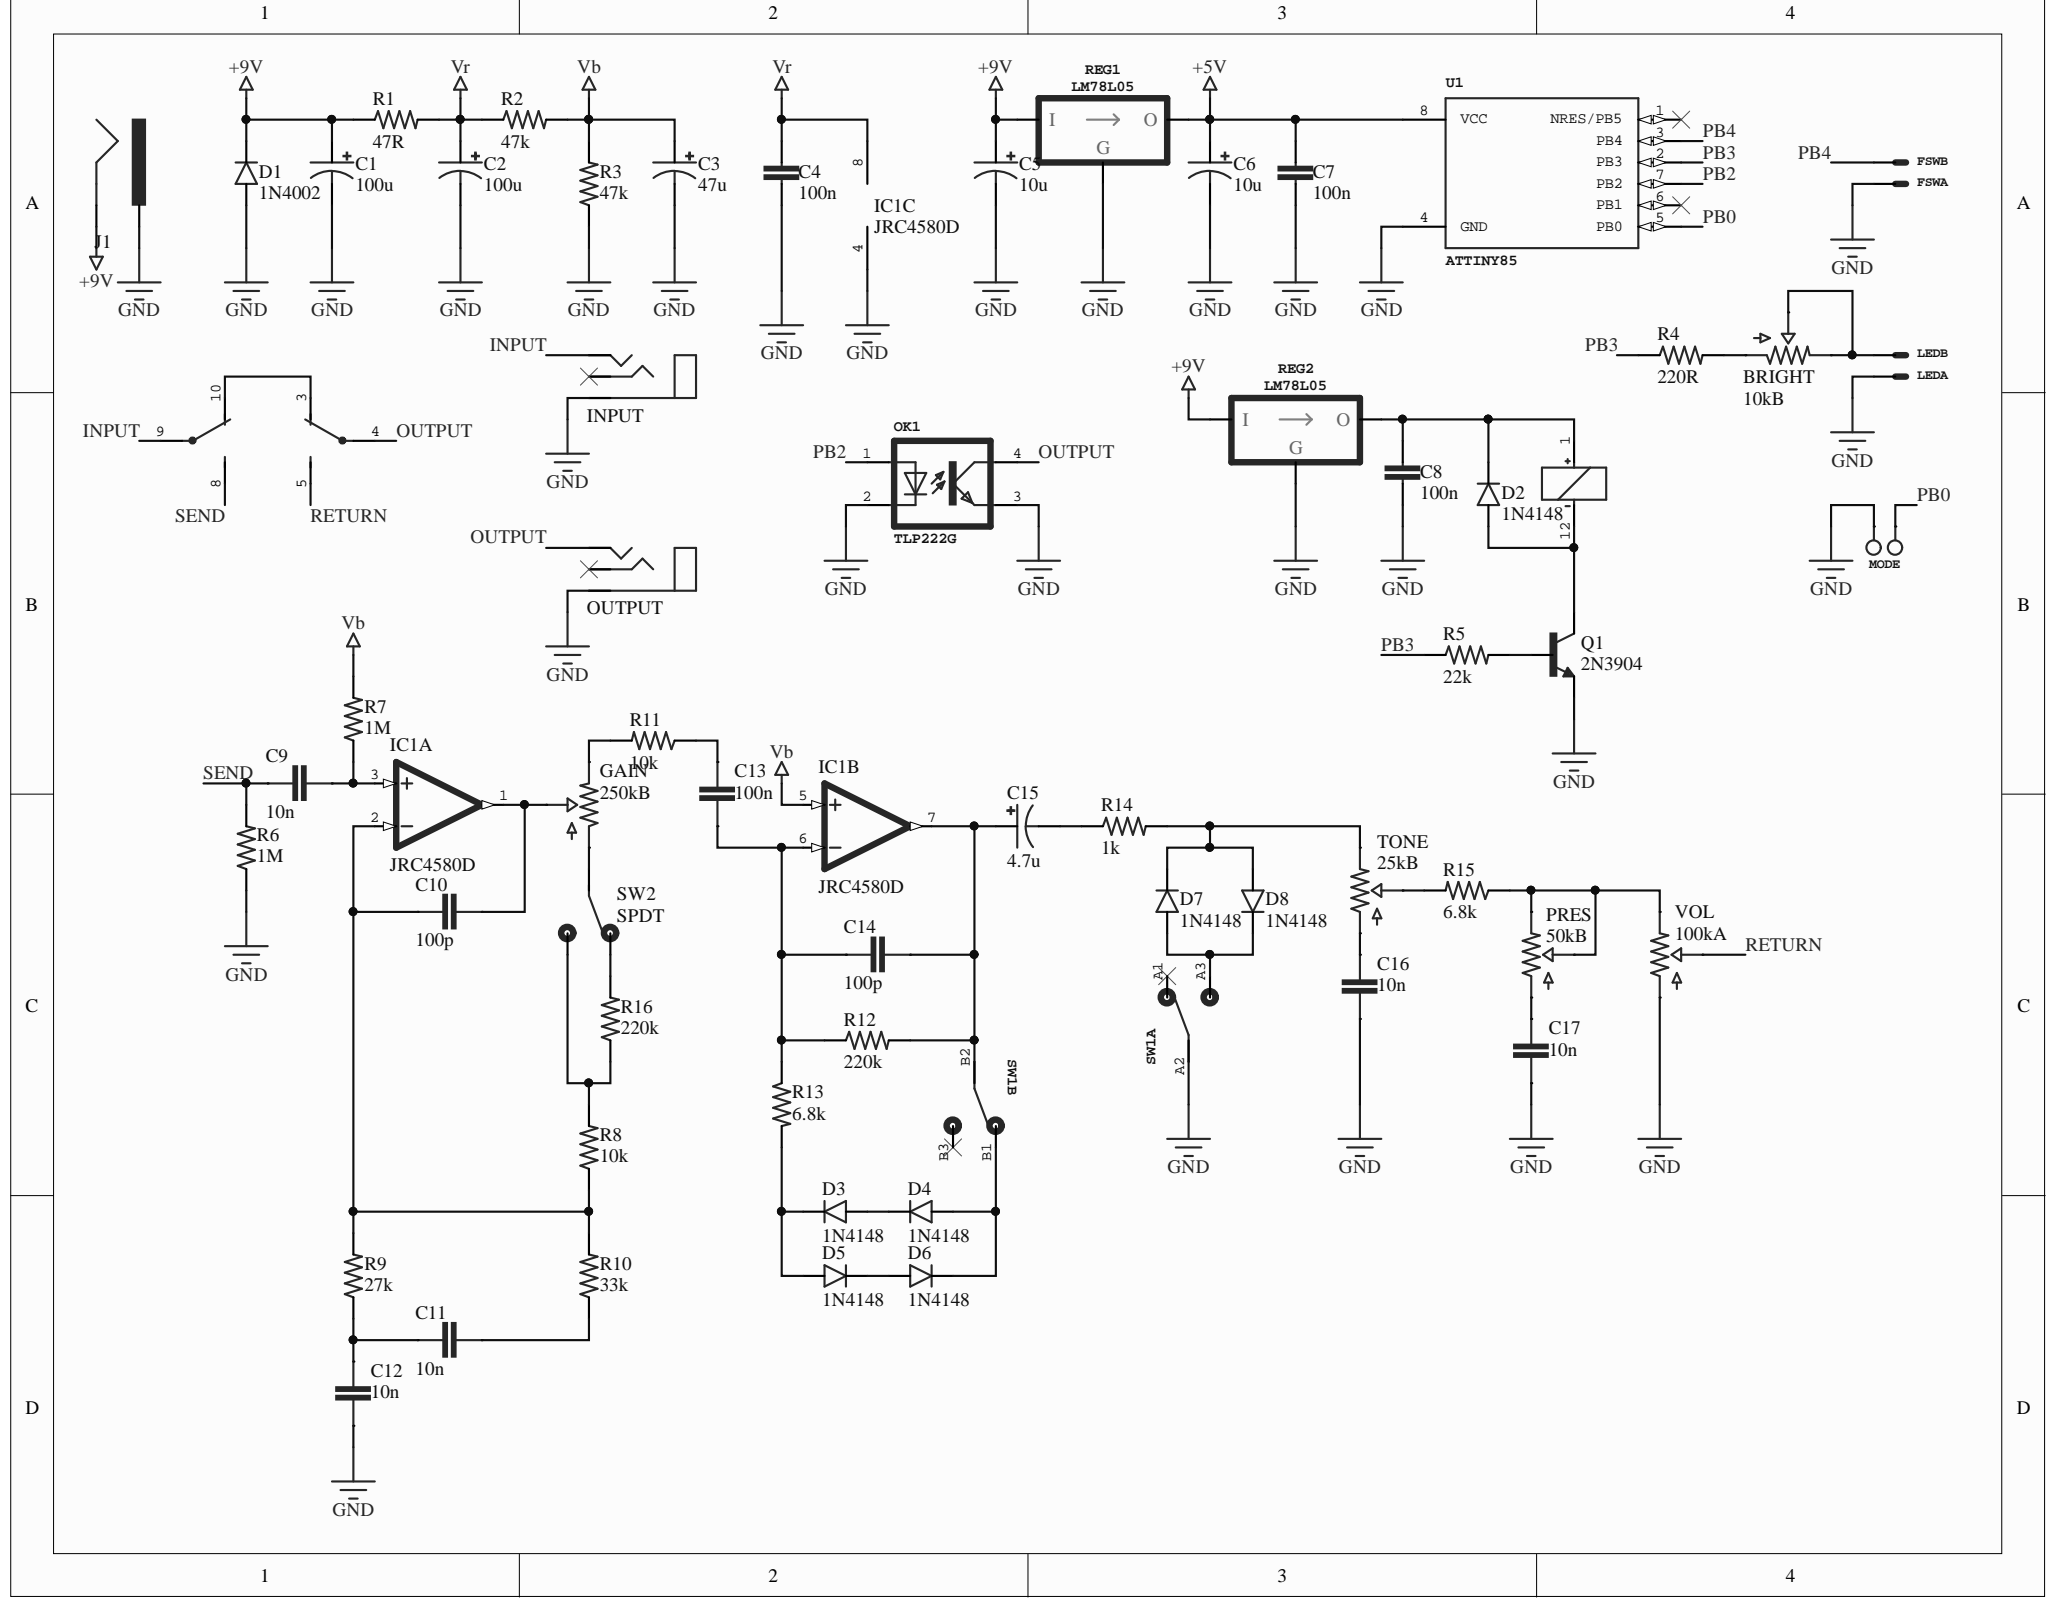 1 2 3 4
+9V Vr Vb Vr +9V REG1 +5V U1
LM78L05
R1 R2
47R 47k
I O 8 VCC NRES/PB5 1
G PB4 3 PB4
PB3 2 PB3 PB4 FSWB
PB2 7 PB2 FSWA
PB1 6
4 GND PB0 5 PB0
ATTINY85
A A
J1
+9V
D1
1N4002
C1
100u
C2
100u
R3
47k
C3
47u
C4
100n
8
IC1C
JRC4580D
4
C5
10u
C6
10u
C7
100n
GND GND GND GND GND GND GND GND GND GND GND GND
GND GND
INPUT
INPUT
GND
10 3
INPUT 9 4 OUTPUT
8 5
SEND RETURN
OUTPUT
OUTPUT
GND
OK1
PB2 1 4 OUTPUT
2 3
TLP222G
GND GND
+9V REG2
LM78L05
I O
G
C8
100n
D2
1N4148
1
+
-
12
GND GND
PB3 R4
220R
BRIGHT
10kB
LEDB
LEDA
GND
PB0
MODE
GND
B B
PB3 R5
22k
Q1
2N3904
GND
Vb
R7
1M
C9
SEND
10n
R6
1M
GND
IC1A
3 +
2 -
1
JRC4580D
C10
100p
R11
10k
GAIN
250kB
SW2
SPDT
R16
220k
R8
10k
R9
27k
R10
33k
C11
10n
C12
10n
GND
C13
100n
Vb
IC1B
5 +
6 -
7
JRC4580D
C14
100p
R12
220k
R13
6.8k
B2
SW1B
B3 B1
D3 D4
1N4148 1N4148
D5 D6
1N4148 1N4148
C15
+
4.7u
R14
1k
D7
1N4148
D8
1N4148
A1 A3
SW1A
A2
GND
TONE
25kB
C16
10n
GND
R15
6.8k
PRES
50kB
C17
10n
GND
VOL
100kA
RETURN
GND
C C
D D
1 2 3 4